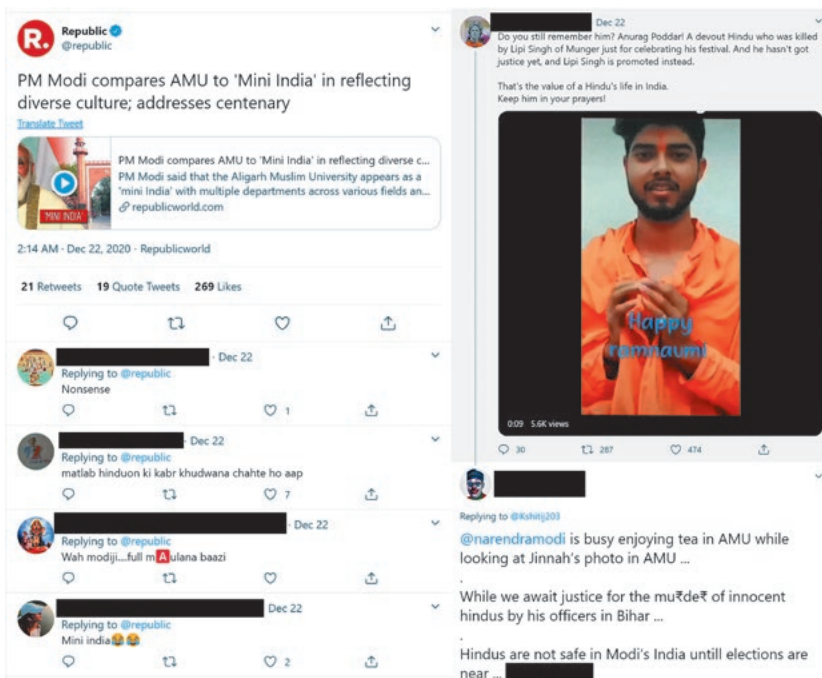 Republic
@republic
PM Modi compares AMU to 'Mini India' in reflecting
diverse culture; addresses centenary
Translate Tweet
'MINI INDIA'
PM Modi compares AMU to 'Mini India' in reflecting diverse c...
PM Modi said that the Aligarh Muslim University appears as a
'mini India' with multiple departments across various fields an...
republicworld.com
2:14 AM · Dec 22, 2020 · Republicworld
21 Retweets 19 Quote Tweets 269 Likes
· Dec 22
Replying to @republic
Nonsense
1
· Dec 22
Replying to @republic
matlab hinduon ki kabr khudwana chahte ho aap
7
· Dec 22
Replying to @republic
Wah modiji....full m🅰ulana baazi
Dec 22
Replying to @republic
Mini india😂😂
2
Dec 22
Do you still remember him? Anurag Poddar! A devout Hindu who was killed
by Lipi Singh of Munger just for celebrating his festival. And he hasn't got
justice yet, and Lipi Singh is promoted instead.
That's the value of a Hindu's life in India.
Keep him in your prayers!
Happy
ramnaumi
0:09 5.6K views
30 287 474
Replying to @Kshitij203
@narendramodi is busy enjoying tea in AMU while
looking at Jinnah's photo in AMU ...
.
While we await justice for the mu₹de₹ of innocent
hindus by his officers in Bihar ...
.
Hindus are not safe in Modi's India untill elections are
near ...